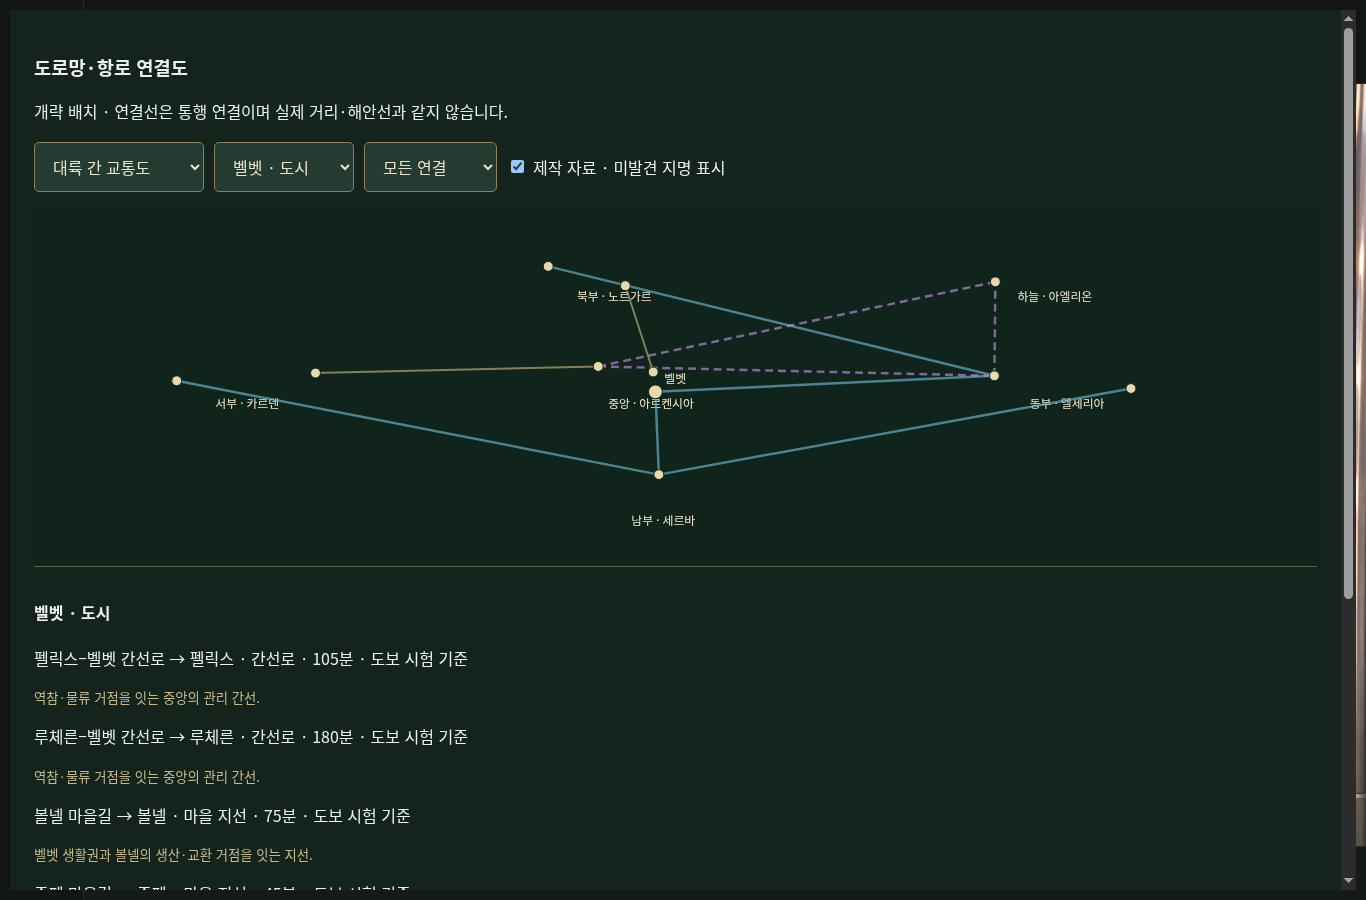 도로망·항로 연결도
개략 배치 · 연결선은 통행 연결이며 실제 거리·해안선과 같지 않습니다.
대륙 간 교통도 벨벳 · 도시 모든 연결 제작 자료 · 미발견 지명 표시
북부 · 노르가르
하늘 · 아엘리온
벨벳
서부 · 카르덴
중앙 · 아르켄시아
동부 · 엘세리아
남부 · 세르바
벨벳 · 도시
펠릭스–벨벳 간선로 → 펠릭스 · 간선로 · 105분 · 도보 시험 기준
역참·물류 거점을 잇는 중앙의 관리 간선.
루체른–벨벳 간선로 → 루체른 · 간선로 · 180분 · 도보 시험 기준
역참·물류 거점을 잇는 중앙의 관리 간선.
볼넬 마을길 → 볼넬 · 마을 지선 · 75분 · 도보 시험 기준
벨벳 생활권과 볼넬의 생산·교환 거점을 잇는 지선.